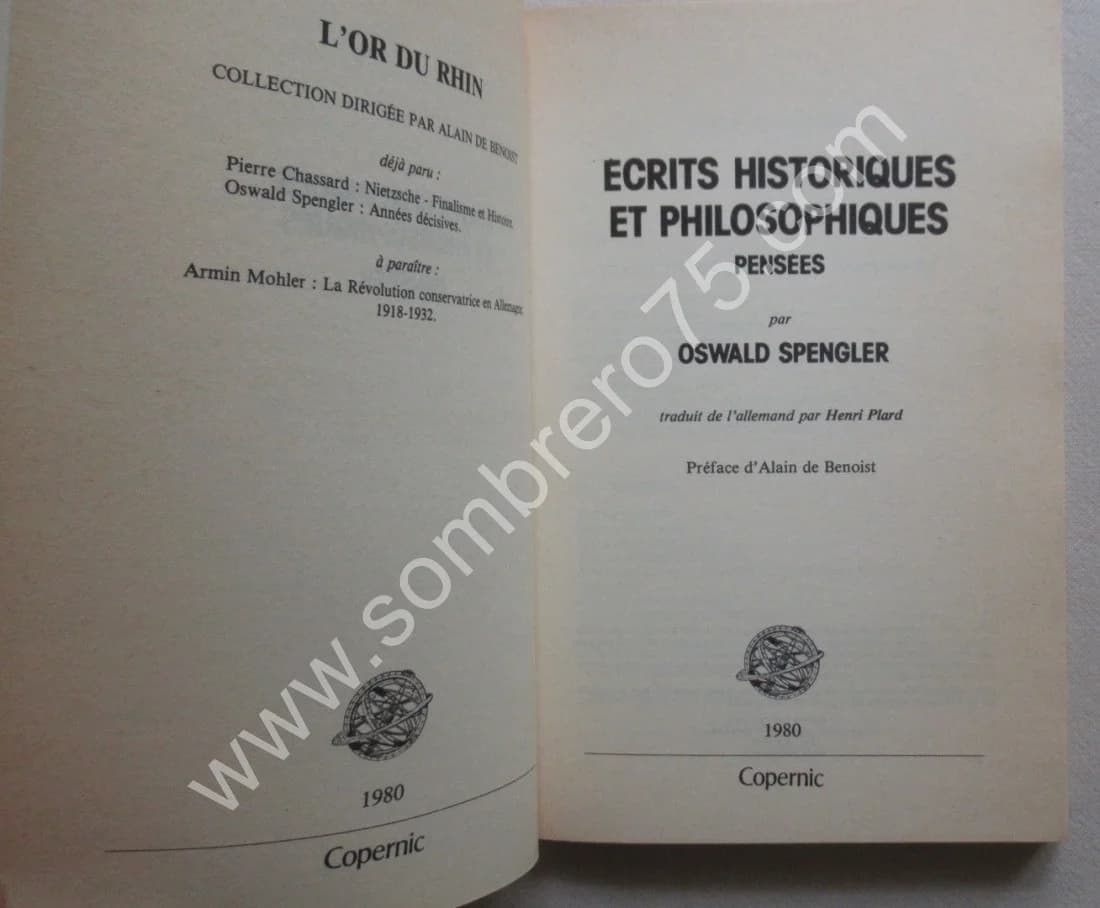 L'OR DU RHIN
COLLECTION DIRIGÉE PAR ALAIN DE BENOIST
déjà paru :
Pierre Chassard : Nietzsche - Finalisme et Histoire.
Oswald Spengler : Années décisives.
à paraître :
Armin Mohler : La Révolution conservatrice en Allemagne
1918-1932.
1980
Copernic
ECRITS HISTORIQUES
ET PHILOSOPHIQUES
PENSEES
par
OSWALD SPENGLER
traduit de l'allemand par Henri Plard
Préface d'Alain de Benoist
1980
Copernic
www.sombrero75.com